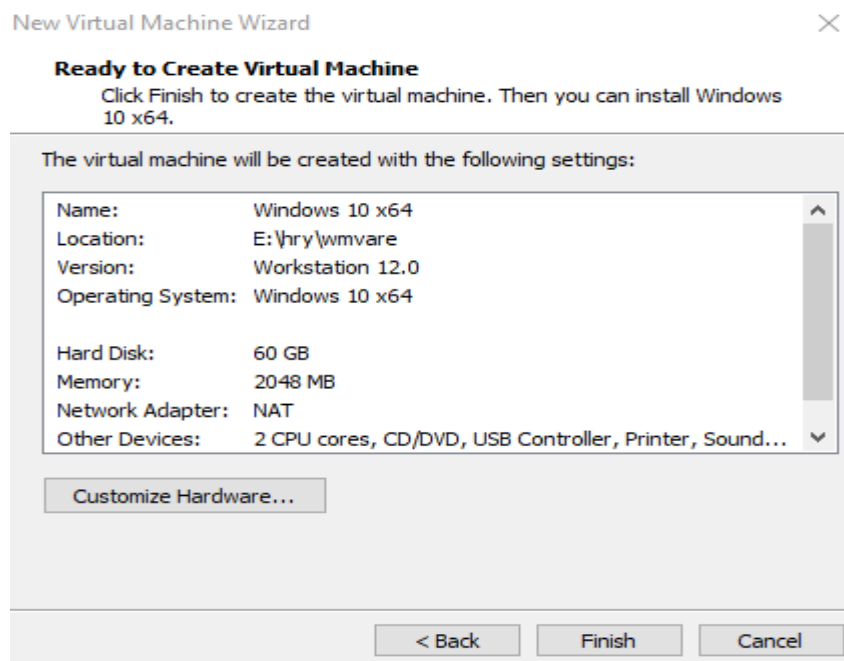 New Virtual Machine Wizard
Ready to Create Virtual Machine
Click Finish to create the virtual machine. Then you can install Windows
10 x64.
The virtual machine will be created with the following settings:
Name: Windows 10 x64
Location: E:\hry\wmvare
Version: Workstation 12.0
Operating System: Windows 10 x64
Hard Disk: 60 GB
Memory: 2048 MB
Network Adapter: NAT
Other Devices: 2 CPU cores, CD/DVD, USB Controller, Printer, Sound...
Customize Hardware...
< Back Finish Cancel